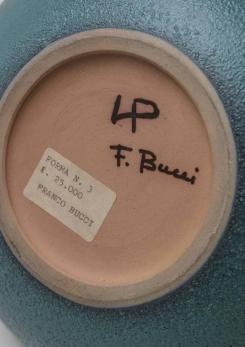 LP
F. Bucci
FORMA N. 3
£. 25.000
FRANCO BUCCI